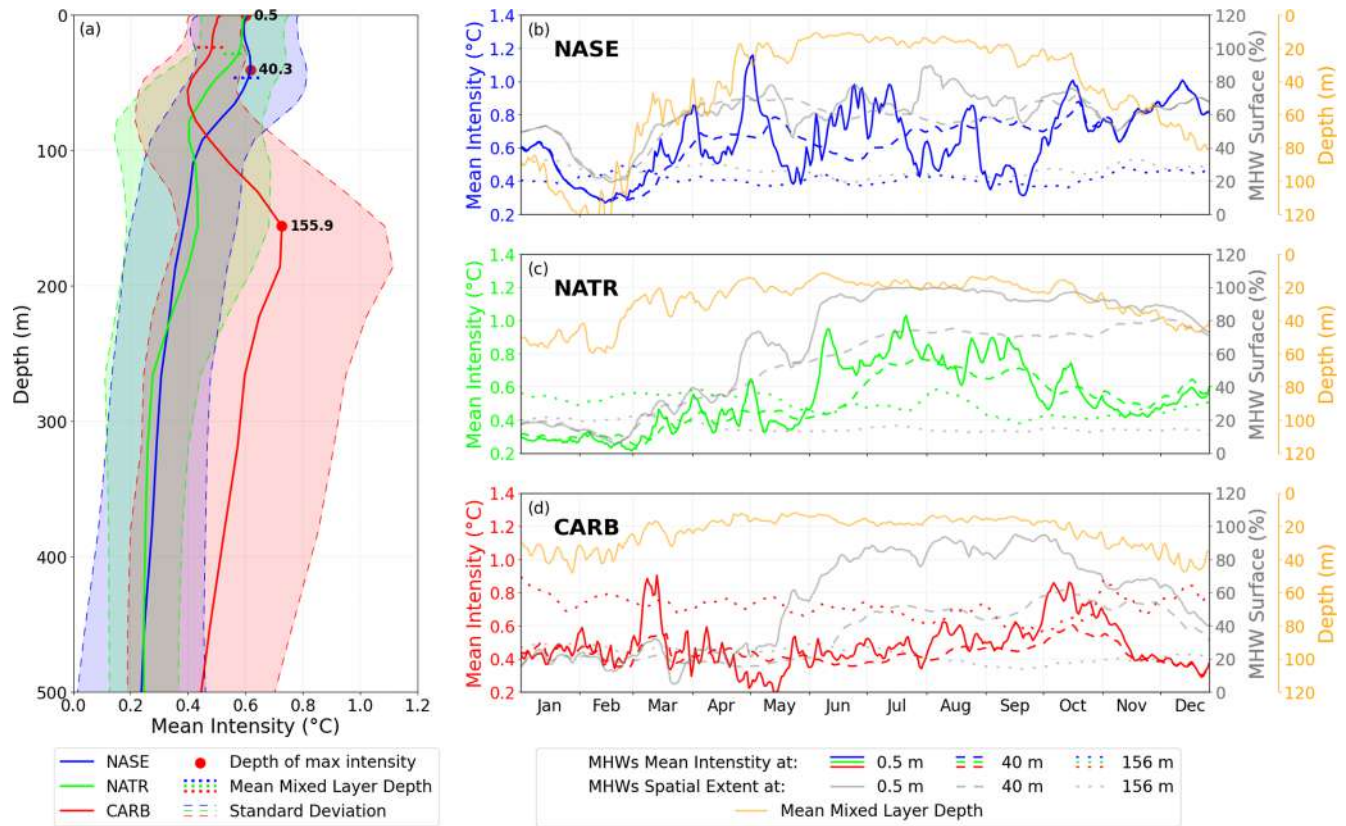 (a)
0.5
40.3
155.9
0
100
200
300
400
500
Depth (m)
0.0 0.2 0.4 0.6 0.8 1.0 1.2
Mean Intensity (°C)
NASE
NATR
CARB
Depth of max intensity
Mean Mixed Layer Depth
Standard Deviation
(b)
NASE
1.4
1.2
1.0
0.8
0.6
0.4
0.2
Mean Intensity (°C)
120
100
80
60
40
20
0
MHW Surface (%)
0
20
40
60
80
100
120
Depth (m)
(c)
NATR
1.4
1.2
1.0
0.8
0.6
0.4
0.2
Mean Intensity (°C)
120
100
80
60
40
20
0
MHW Surface (%)
0
20
40
60
80
100
120
Depth (m)
(d)
CARB
1.4
1.2
1.0
0.8
0.6
0.4
0.2
Mean Intensity (°C)
120
100
80
60
40
20
0
MHW Surface (%)
0
20
40
60
80
100
120
Depth (m)
Jan Feb Mar Apr May Jun Jul Aug Sep Oct Nov Dec
MHWs Mean Intenstity at: 0.5 m 40 m 156 m
MHWs Spatial Extent at: 0.5 m 40 m 156 m
Mean Mixed Layer Depth